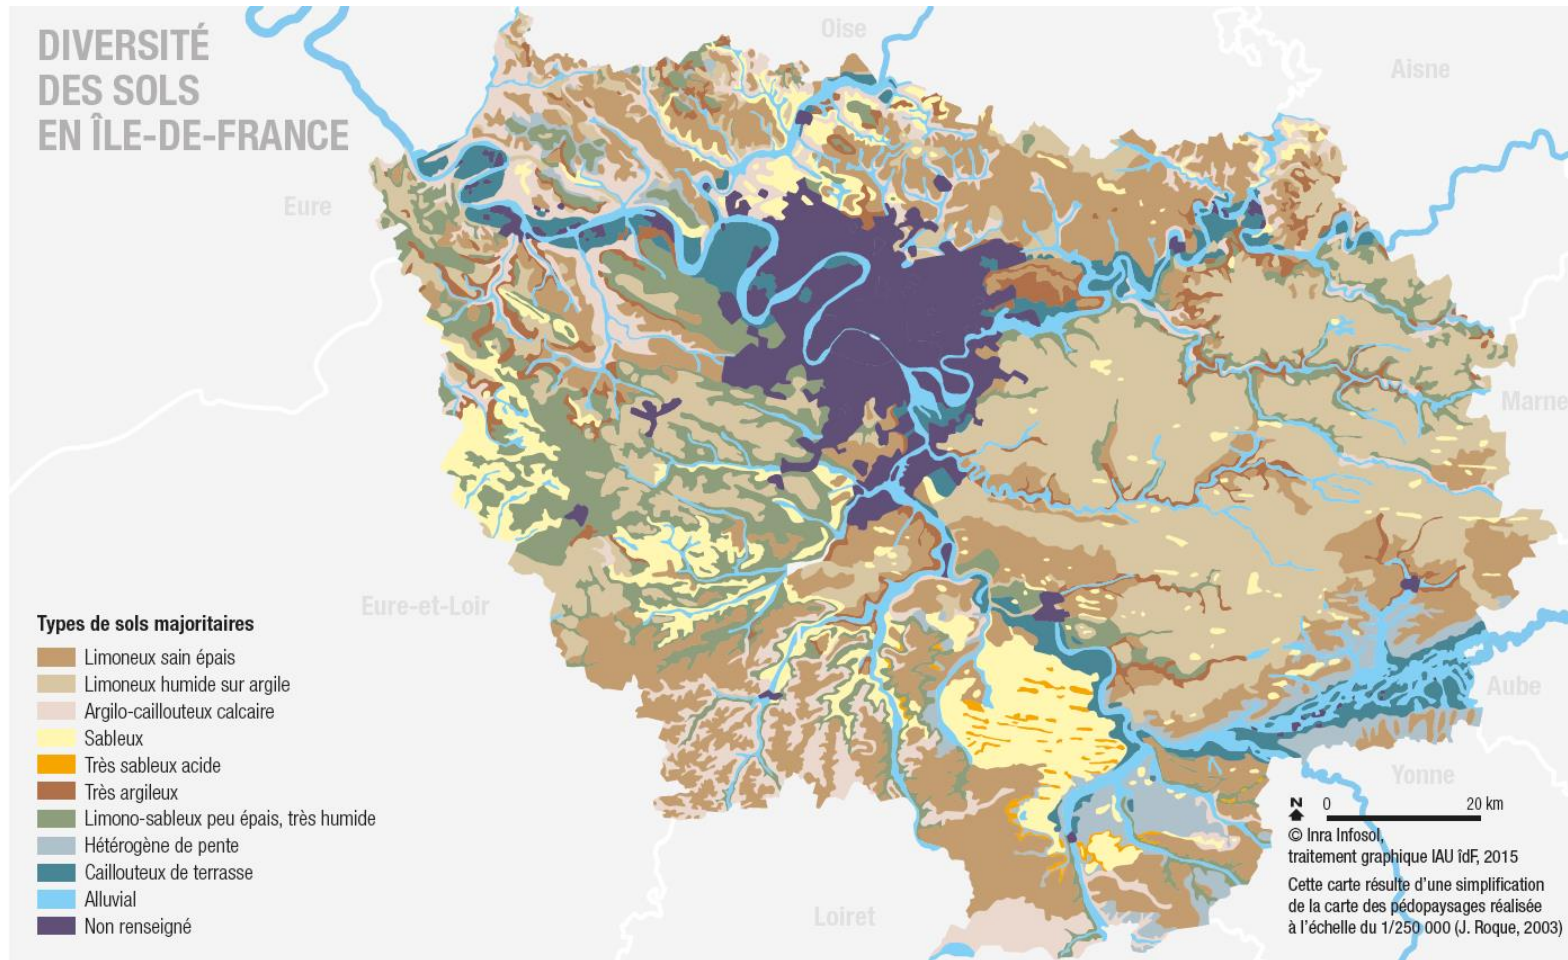 DIVERSITÉ
DES SOLS
EN ÎLE-DE-FRANCE
Oise
Aisne
Eure
Marne
Eure-et-Loir
Aube
Yonne
Loiret
Types de sols majoritaires
Limoneux sain épais
Limoneux humide sur argile
Argilo-caillouteux calcaire
Sableux
Très sableux acide
Très argileux
Limono-sableux peu épais, très humide
Hétérogène de pente
Caillouteux de terrasse
Alluvial
Non renseigné
N 0 20 km
© Inra Infosol,
traitement graphique IAU îdF, 2015
Cette carte résulte d'une simplification
de la carte des pédopaysages réalisée
à l'échelle du 1/250 000 (J. Roque, 2003)